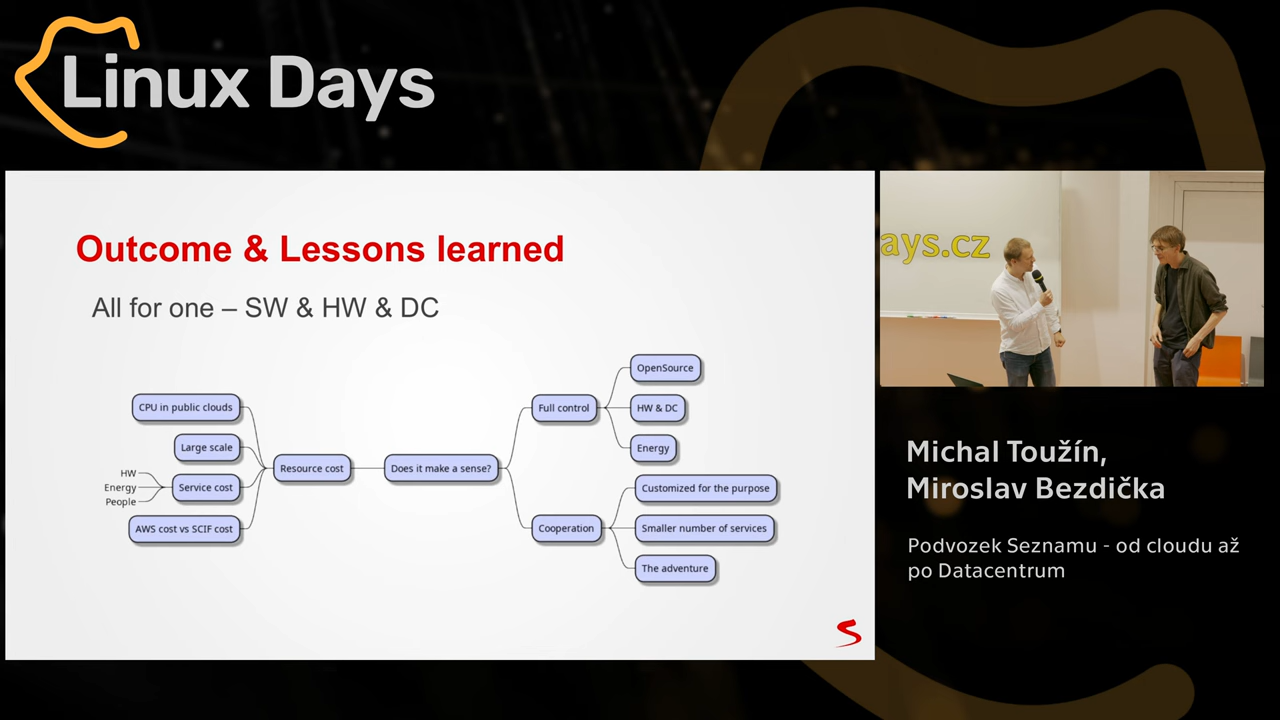 Linux Days
Outcome & Lessons learned
All for one – SW & HW & DC
CPU in public clouds
Large scale
HW
Energy
People
Service cost
AWS cost vs SCIF cost
Resource cost
Does it make a sense?
Full control
OpenSource
HW & DC
Energy
Cooperation
Customized for the purpose
Smaller number of services
The adventure
ays.cz
Michal Toužín,
Miroslav Bezdička
Podvozek Seznamu - od cloudu až
po Datacentrum